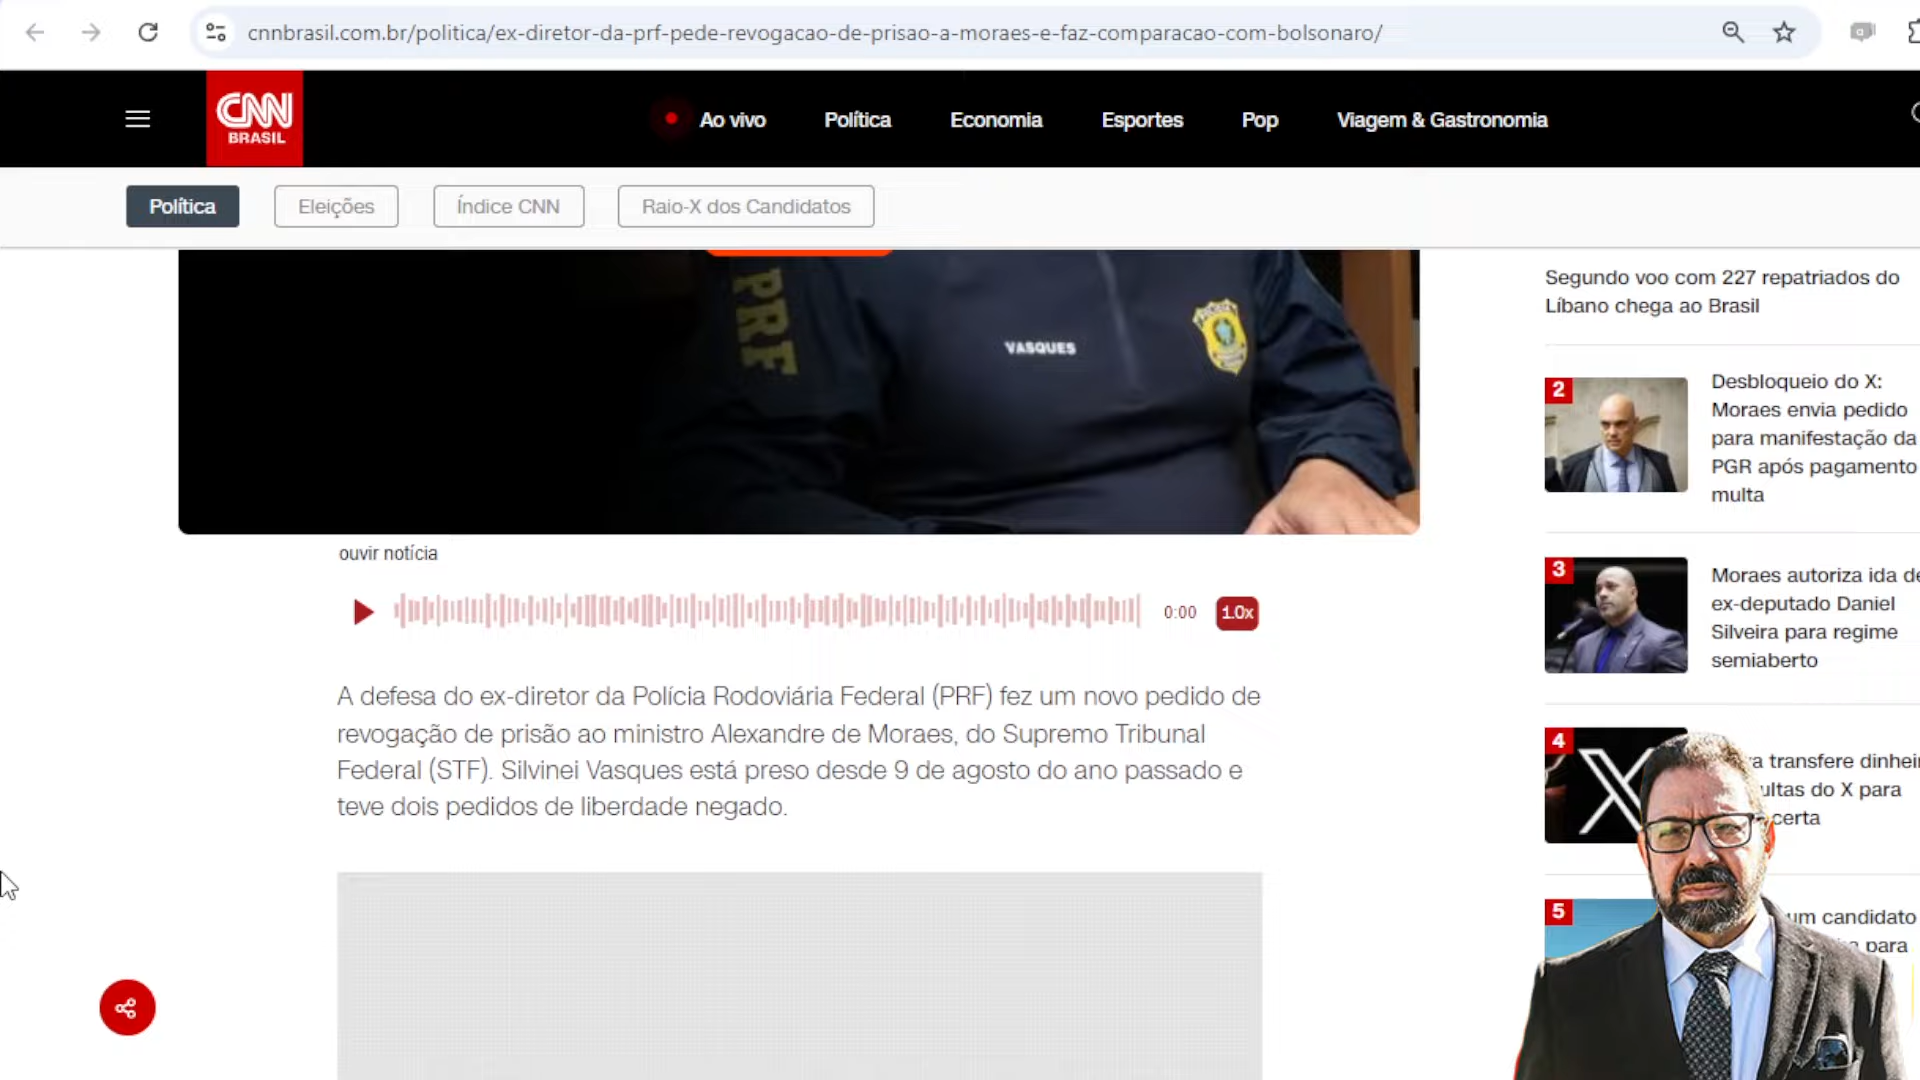 cnnbrasil.com.br/politica/ex-diretor-da-prf-pede-revogacao-de-prisao-a-moraes-e-faz-comparacao-com-bolsonaro/
CNN
BRASIL
Ao vivo
Política
Economia
Esportes
Pop
Viagem & Gastronomia
Política
Eleições
Índice CNN
Raio-X dos Candidatos
PRF
VASQUES
ouvir notícia
0:00
1.0x
A defesa do ex-diretor da Polícia Rodoviária Federal (PRF) fez um novo pedido de
revogação de prisão ao ministro Alexandre de Moraes, do Supremo Tribunal
Federal (STF). Silvinei Vasques está preso desde 9 de agosto do ano passado e
teve dois pedidos de liberdade negado.
Segundo voo com 227 repatriados do
Líbano chega ao Brasil
2
Desbloqueio do X:
Moraes envia pedido
para manifestação da
PGR após pagamento
multa
3
Moraes autoriza ida de
ex-deputado Daniel
Silveira para regime
semiaberto
4
X
transfere
ultas do X para
certa
5
um candidato
para